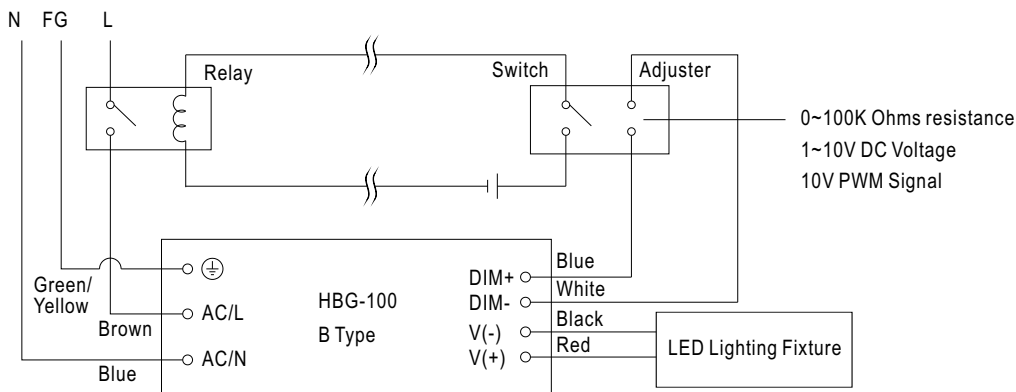 N FG L
Relay
Switch
Adjuster
0~100K Ohms resistance
1~10V DC Voltage
10V PWM Signal
Green/
Yellow
Brown
Blue
AC/L
AC/N
HBG-100
B Type
DIM+
DIM-
V(-)
V(+)
Blue
White
Black
Red
LED Lighting Fixture